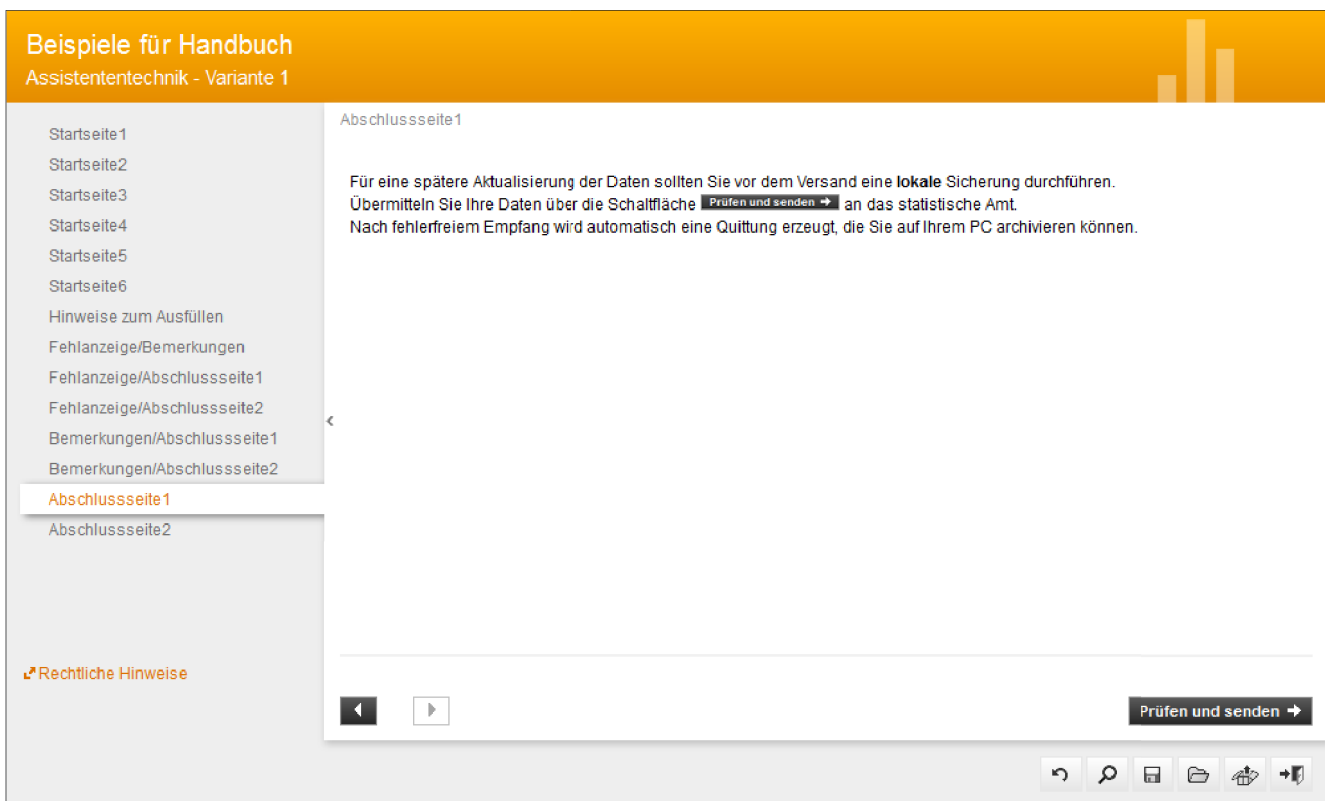 Beispiele für Handbuch
Assistententechnik - Variante 1
Startseite1
Startseite2
Startseite3
Startseite4
Startseite5
Startseite6
Hinweise zum Ausfüllen
Fehlanzeige/Bemerkungen
Fehlanzeige/Abschlussseite1
Fehlanzeige/Abschlussseite2
Bemerkungen/Abschlussseite1
Bemerkungen/Abschlussseite2
Abschlussseite1
Abschlussseite2
Rechtliche Hinweise
Abschlussseite1
Für eine spätere Aktualisierung der Daten sollten Sie vor dem Versand eine lokale Sicherung durchführen.
Übermitteln Sie Ihre Daten über die Schaltfläche Prüfen und senden an das statistische Amt.
Nach fehlerfreiem Empfang wird automatisch eine Quittung erzeugt, die Sie auf Ihrem PC archivieren können.
Prüfen und senden